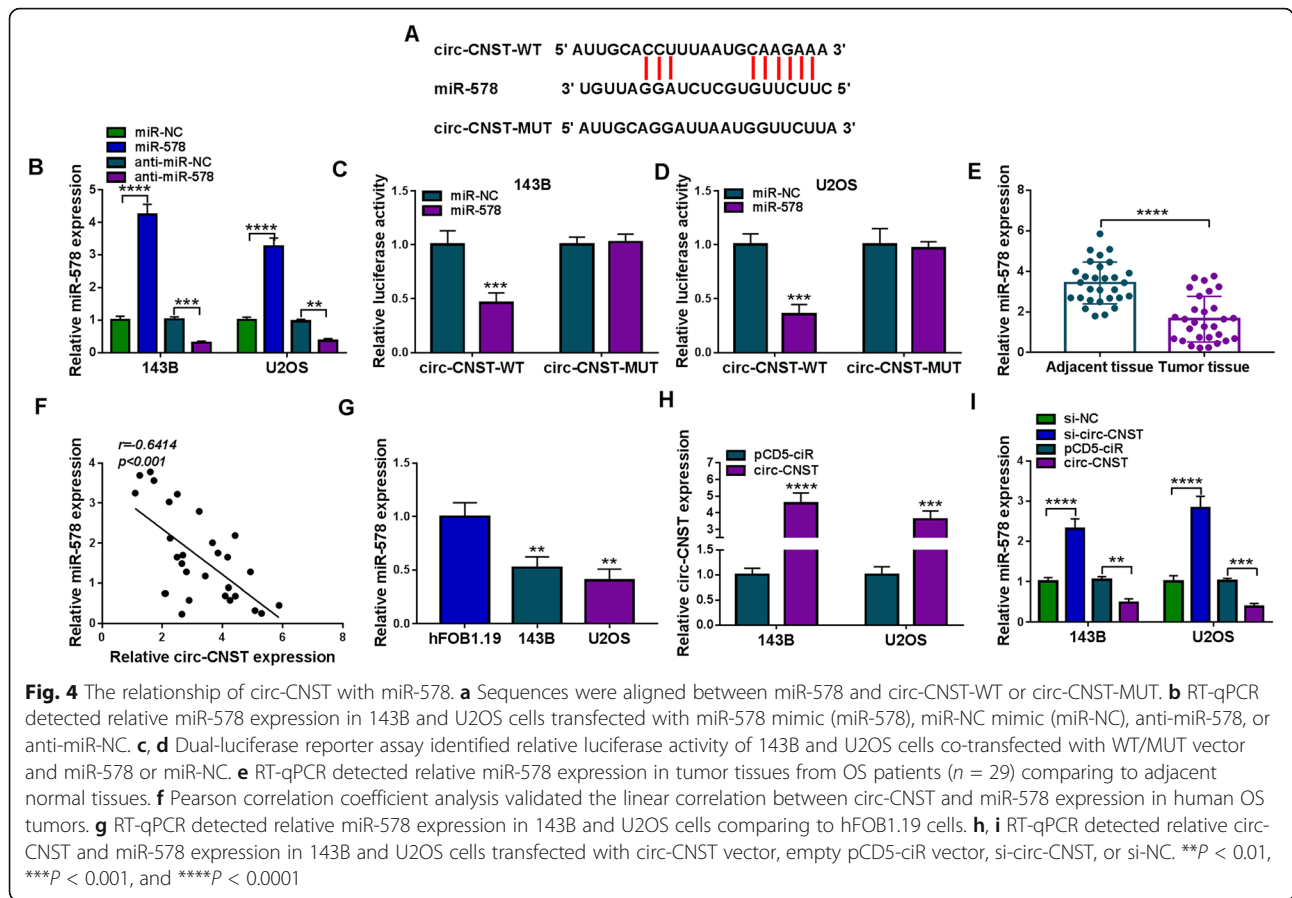 A
circ-CNST-WT 5' AUUGCACCUUUAAUGCAAGAAA 3'
miR-578 3' UGUUAGGAUCUCGUGUUCUUC 5'
circ-CNST-MUT 5' AUUGCAGGAUUAAUGGUUCUUA 3'
B
miR-NC
miR-578
anti-miR-NC
anti-miR-578
Relative miR-578 expression
5
4
3
2
1
0
****
***
****
**
143B
U2OS
C
143B
miR-NC
miR-578
Relative luciferase activity
1.5
1.0
0.5
0.0
***
circ-CNST-WT circ-CNST-MUT
D
U2OS
miR-NC
miR-578
Relative luciferase activity
1.5
1.0
0.5
0.0
***
circ-CNST-WT circ-CNST-MUT
E
Relative miR-578 expression
8
6
4
2
0
****
Adjacent tissue Tumor tissue
F
r=-0.6414
p<0.001
Relative miR-578 expression
4
3
2
1
0
0 2 4 6 8
Relative circ-CNST expression
G
Relative miR-578 expression
1.5
1.0
0.5
0.0
**
**
hFOB1.19 143B U2OS
H
pCD5-ciR
circ-CNST
Relative circ-CNST expression
7
6
5
4
3
1.5
1.0
0.5
0.0
****
***
143B U2OS
I
si-NC
si-circ-CNST
pCD5-ciR
circ-CNST
Relative miR-578 expression
4
3
2
1
0
****
**
****
***
143B U2OS
Fig. 4 The relationship of circ-CNST with miR-578. a Sequences were aligned between miR-578 and circ-CNST-WT or circ-CNST-MUT. b RT-qPCR
detected relative miR-578 expression in 143B and U2OS cells transfected with miR-578 mimic (miR-578), miR-NC mimic (miR-NC), anti-miR-578, or
anti-miR-NC. c, d Dual-luciferase reporter assay identified relative luciferase activity of 143B and U2OS cells co-transfected with WT/MUT vector
and miR-578 or miR-NC. e RT-qPCR detected relative miR-578 expression in tumor tissues from OS patients (n = 29) comparing to adjacent
normal tissues. f Pearson correlation coefficient analysis validated the linear correlation between circ-CNST and miR-578 expression in human OS
tumors. g RT-qPCR detected relative miR-578 expression in 143B and U2OS cells comparing to hFOB1.19 cells. h, i RT-qPCR detected relative circ-
CNST and miR-578 expression in 143B and U2OS cells transfected with circ-CNST vector, empty pCD5-ciR vector, si-circ-CNST, or si-NC. **P < 0.01,
***P < 0.001, and ****P < 0.0001